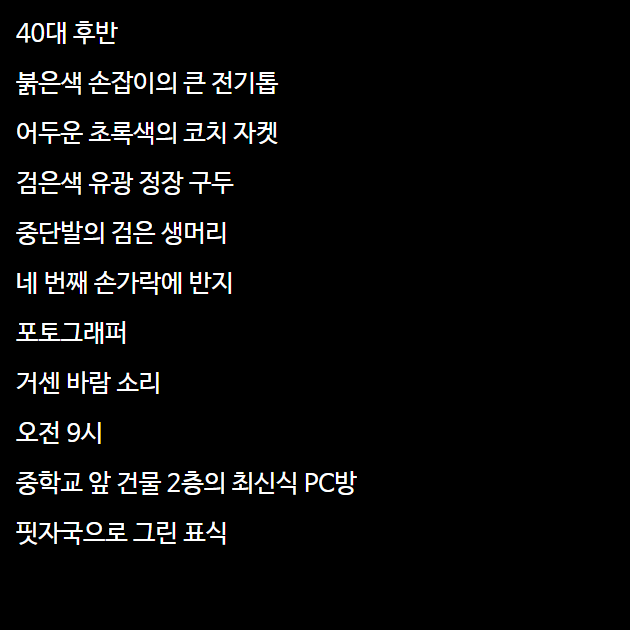 40대 후반
붉은색 손잡이의 큰 전기톱
어두운 초록색의 코치 자켓
검은색 유광 정장 구두
중단발의 검은 생머리
네 번째 손가락에 반지
포토그래퍼
거센 바람 소리
오전 9시
중학교 앞 건물 2층의 최신식 PC방
핏자국으로 그린 표식